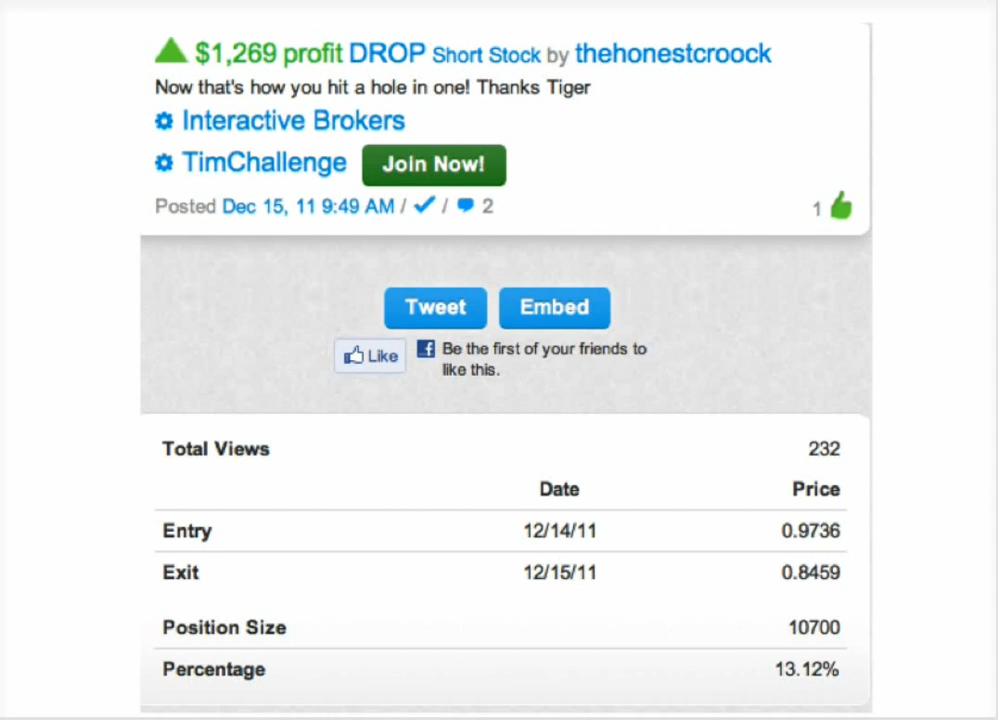 $1,269 profit DROP Short Stock by thehonestcroock
Now that's how you hit a hole in one! Thanks Tiger
Interactive Brokers
TimChallenge Join Now!
Posted Dec 15, 11 9:49 AM / / 2 1
Tweet Embed
Like Be the first of your friends to
like this.
Total Views 232
Date Price
Entry 12/14/11 0.9736
Exit 12/15/11 0.8459
Position Size 10700
Percentage 13.12%